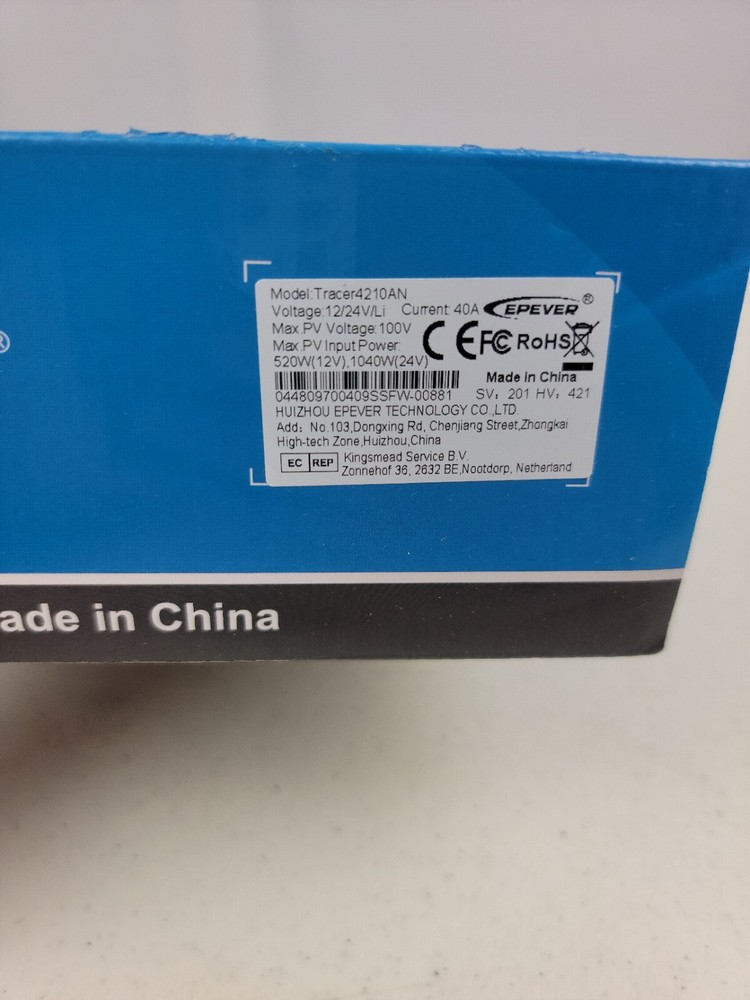 Model:Tracer4210AN
Voltage:12/24V/Li Current: 40A EPEVER®
Max.PV Voltage:100V
Max.PV Input Power:
520W(12V),1040W(24V)
CE FC RoHS
Made in China
044809700409SSFW-00881 SV: 201 HV: 421
HUIZHOU EPEVER TECHNOLOGY CO.,LTD.
Add: No.103,Dongxing Rd, Chenjiang Street,Zhongkai
High-tech Zone,Huizhou,China
EC REP Kingsmead Service B.V.
Zonnehof 36, 2632 BE,Nootdorp, Netherland
®
ade in China